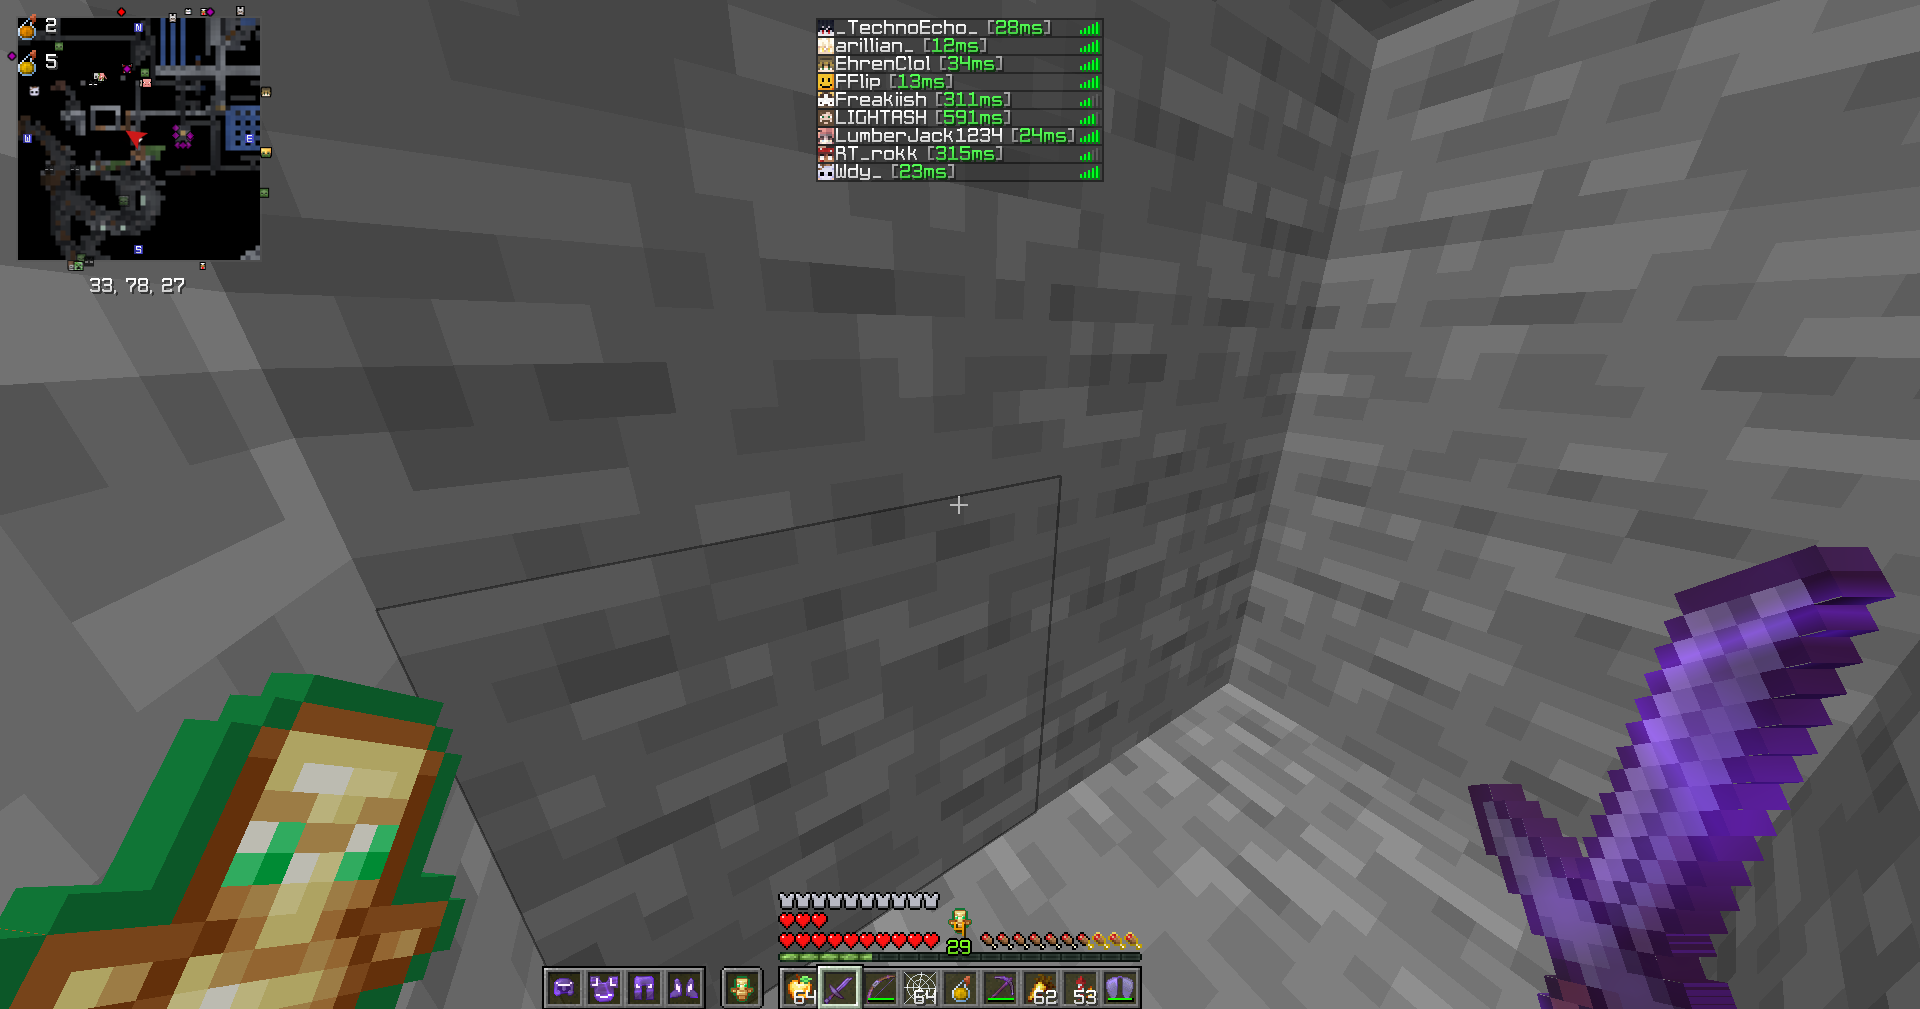 2
5
N
W
E
S
33, 78, 27
_TechnoEcho_ [28ms]
arillian_ [12ms]
EhrenClol [34ms]
FFlip [13ms]
Freakiish [311ms]
LIGHTASH [591ms]
LumberJack1234 [24ms]
RT_rokk [315ms]
Wdy_ [23ms]
29
64
64
62
53